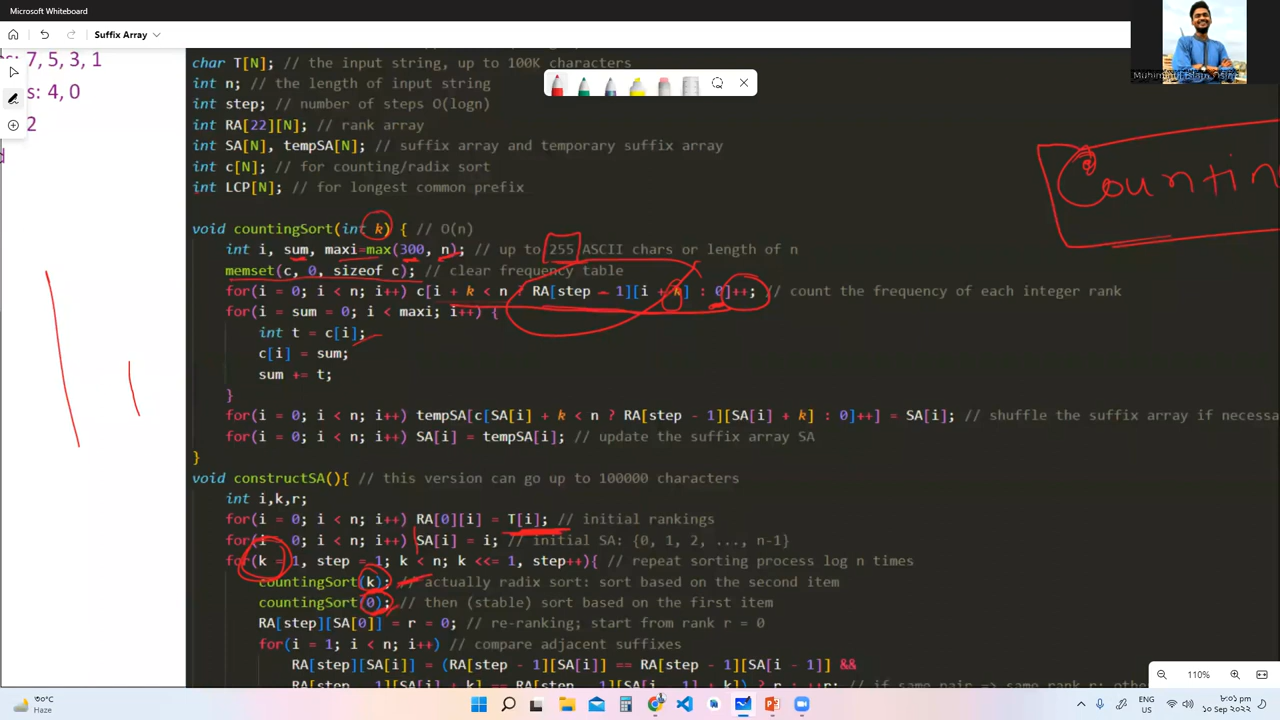 Microsoft Whiteboard
Suffix Array
: 7, 5, 3, 1
s: 4, 0
2
char T[N]; // the input string, up to 100K characters
int n; // the length of input string
int step; // number of steps O(logn)
int RA[22][N]; // rank array
int SA[N], tempSA[N]; // suffix array and temporary suffix array
int c[N]; // for counting/radix sort
int LCP[N]; // for longest common prefix
void countingSort(int k) { // O(n)
int i, sum, maxi=max(300, n); // up to 255 ASCII chars or length of n
memset(c, 0, sizeof c); // clear frequency table
for(i = 0; i < n; i++) c[i + k < n ? RA[step - 1][i + k] : 0]++; // count the frequency of each integer rank
for(i = sum = 0; i < maxi; i++) {
int t = c[i];
c[i] = sum;
sum += t;
}
for(i = 0; i < n; i++) tempSA[c[SA[i] + k < n ? RA[step - 1][SA[i] + k] : 0]++] = SA[i]; // shuffle the suffix array if necessa
for(i = 0; i < n; i++) SA[i] = tempSA[i]; // update the suffix array SA
}
void constructSA(){ // this version can go up to 100000 characters
int i,k,r;
for(i = 0; i < n; i++) RA[0][i] = T[i]; // initial rankings
for(i = 0; i < n; i++) SA[i] = i; // initial SA: {0, 1, 2, ..., n-1}
for(k = 1, step = 1; k < n; k <<= 1, step++){ // repeat sorting process log n times
countingSort(k); // actually radix sort: sort based on the second item
countingSort(0); // then (stable) sort based on the first item
RA[step][SA[0]] = r = 0; // re-ranking; start from rank r = 0
for(i = 1; i < n; i++) // compare adjacent suffixes
RA[step][SA[i]] = (RA[step - 1][SA[i]] == RA[step - 1][SA[i - 1]] &&
Countin
110%
Haze
ENG
US